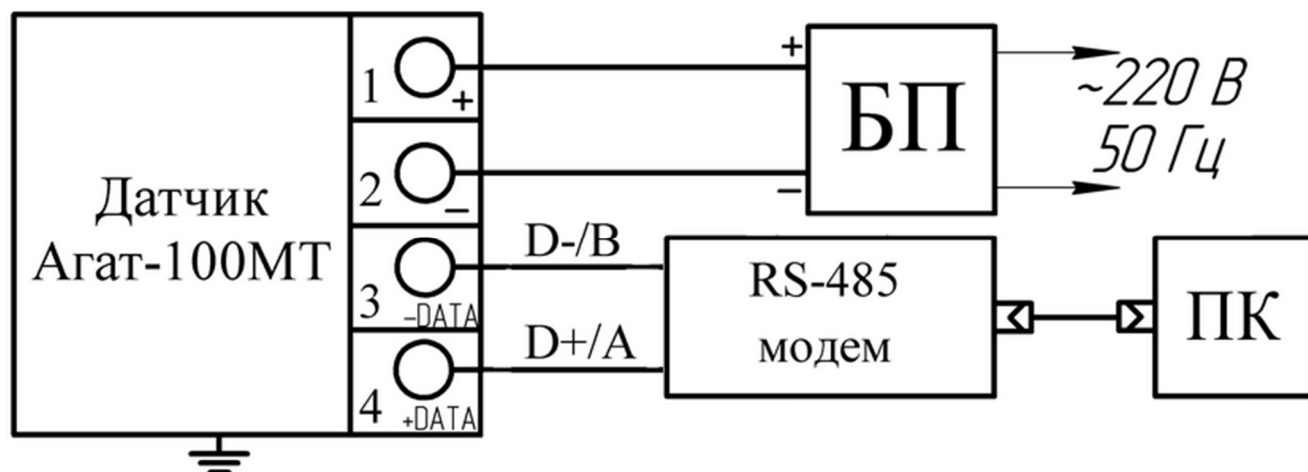 Датчик
Агат-100МТ
1
+
2
–
3
-DATA
4
+DATA
+
–
БП
~220 В
50 Гц
D-/B
D+/A
RS-485
модем
ПК